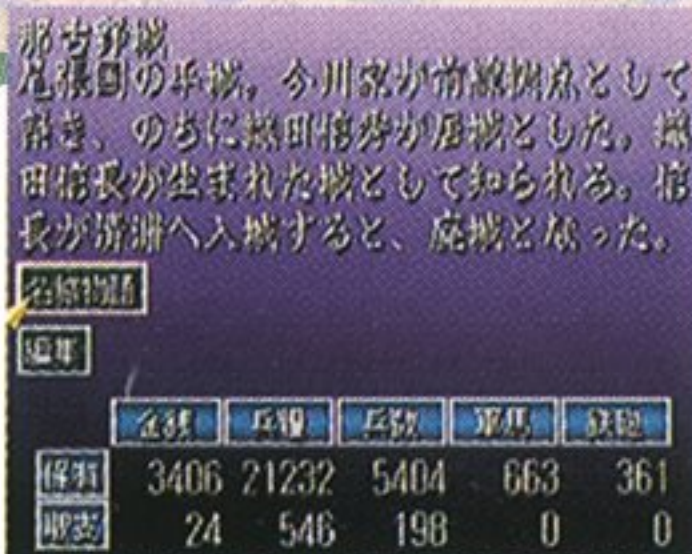 那古野城
尾張国の平城。今川家が前線拠点として
築き、のちに織田信秀が居城とした。織
田信長が生まれた城として知られる。信
長が清洲へ入城すると、廃城となった。
名城物語
編集
金銭 兵糧 兵数 軍馬 鉄砲
保有 3406 21232 5404 663 361
収支 24 546 198 0 0